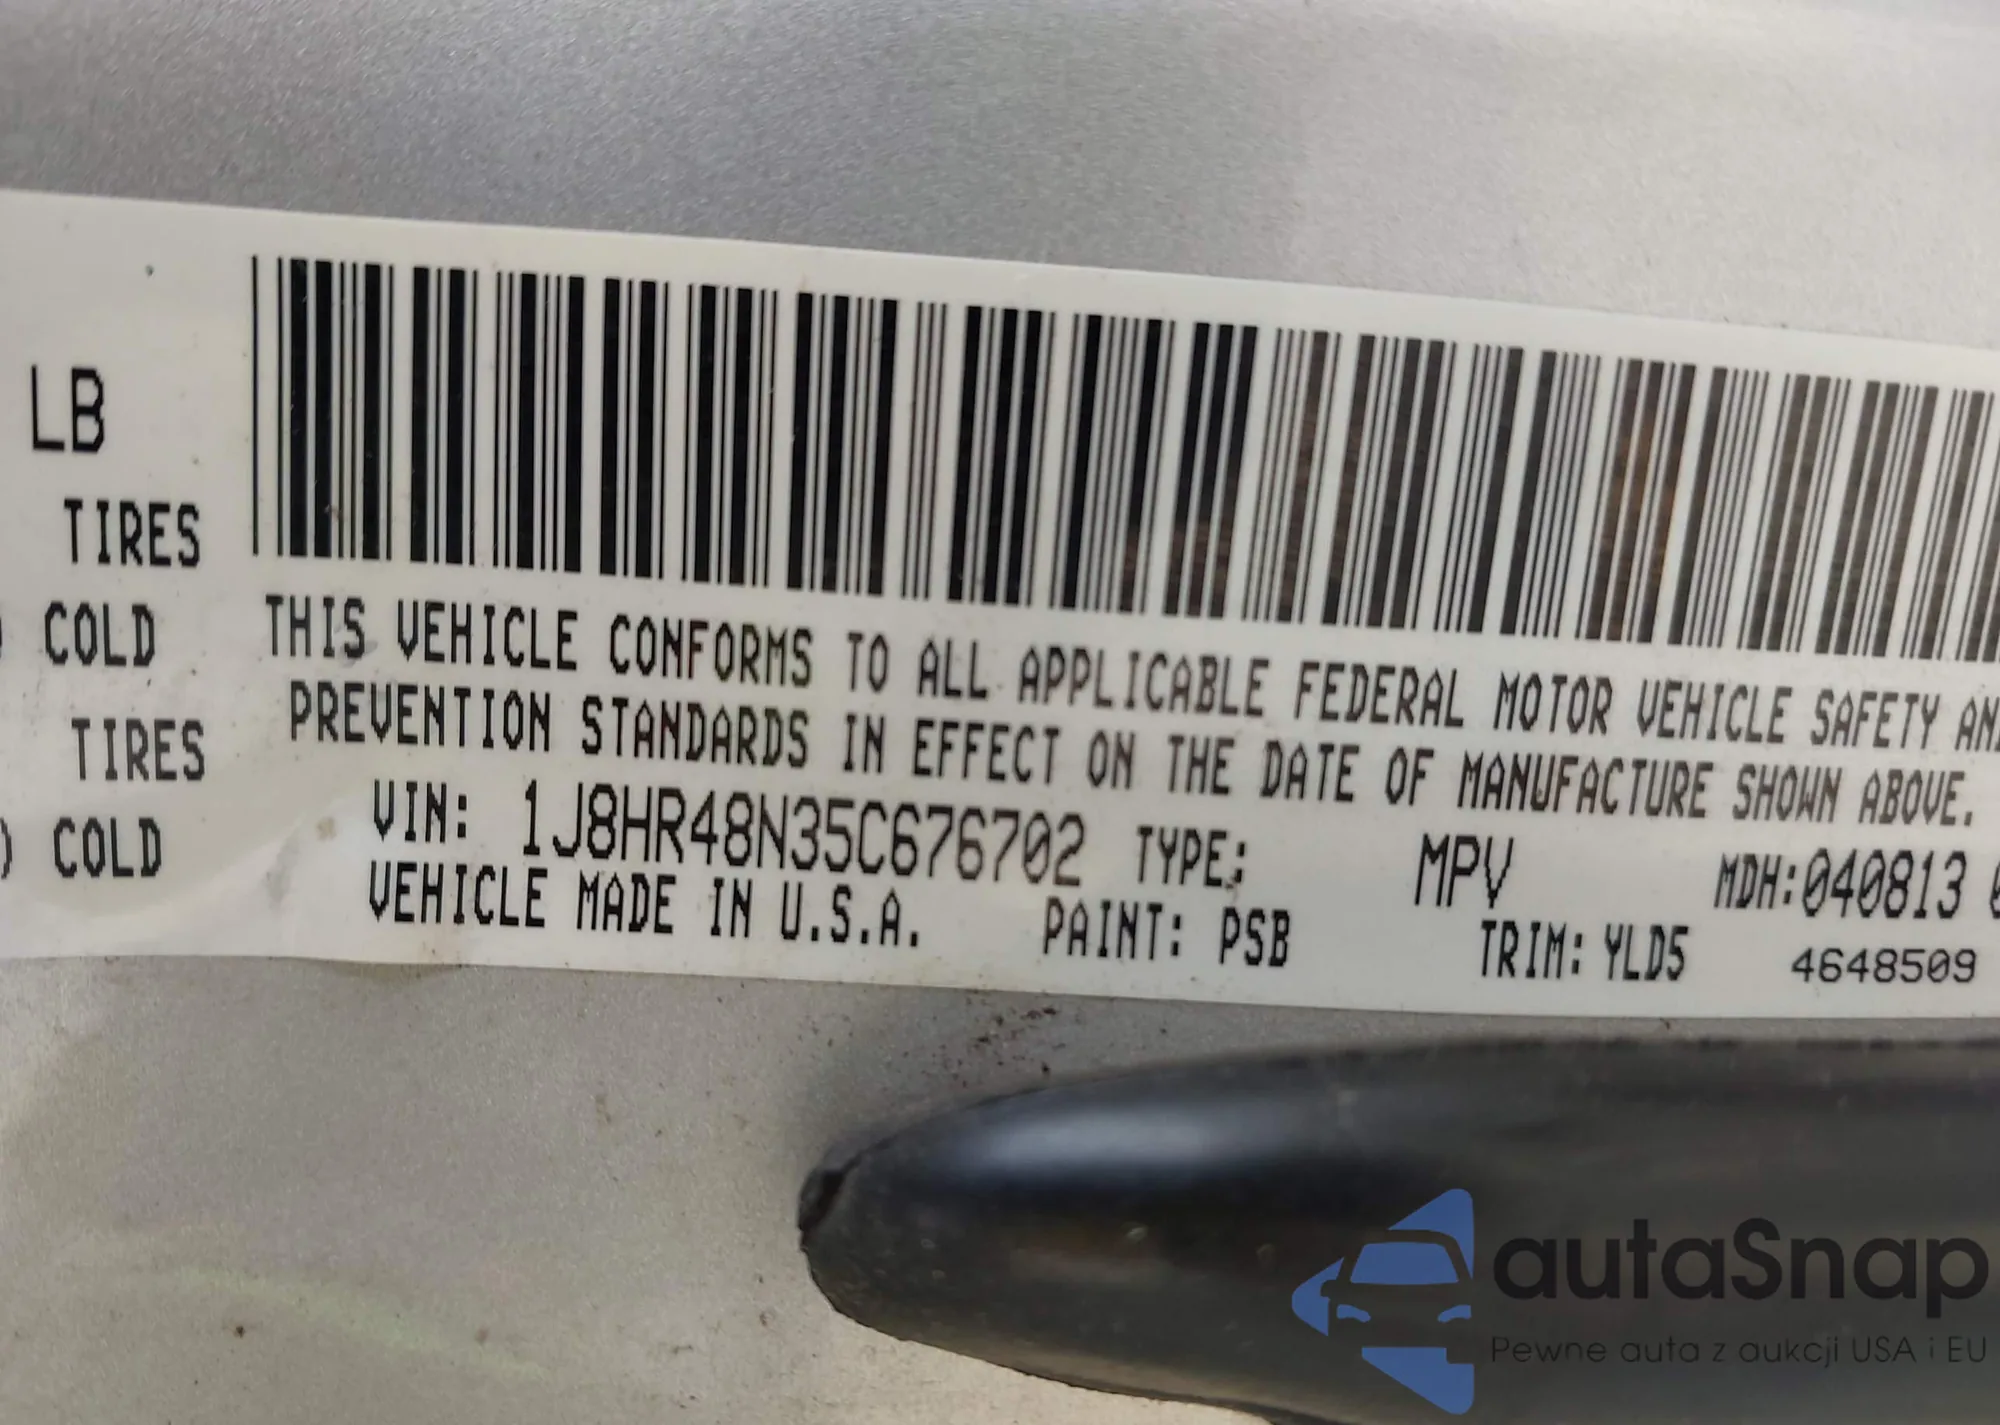 LB
TIRES
) COLD
TIRES
) COLD
THIS VEHICLE CONFORMS TO ALL APPLICABLE FEDERAL MOTOR VEHICLE SAFETY AN
PREVENTION STANDARDS IN EFFECT ON THE DATE OF MANUFACTURE SHOWN ABOVE.
VIN: 1J8HR48N35C676702 TYPE: MPV MDH:040813 0
VEHICLE MADE IN U.S.A. PAINT: PSB TRIM: YLD5 4648509
autaSnap
Pewne auta z aukcji USA i EU